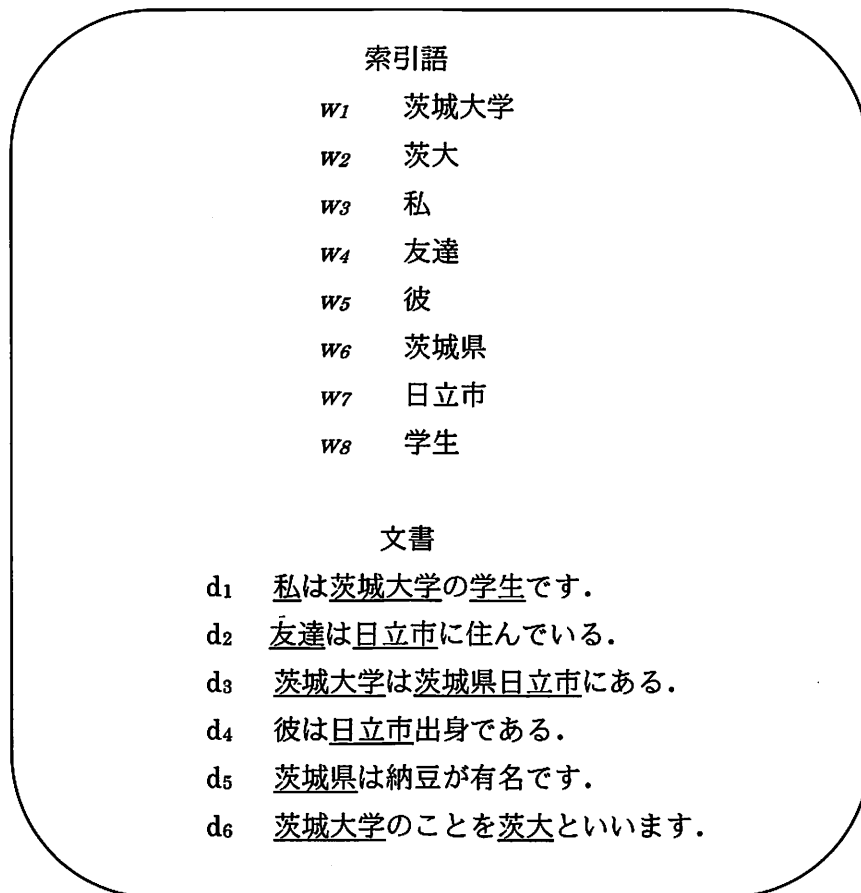 索引語
w1 茨城大学
w2 茨大
w3 私
w4 友達
w5 彼
w6 茨城県
w7 日立市
w8 学生
文書
d1 私は茨城大学の学生です．
d2 友達は日立市に住んでいる．
d3 茨城大学は茨城県日立市にある．
d4 彼は日立市出身である．
d5 茨城県は納豆が有名です．
d6 茨城大学のことを茨大といいます．